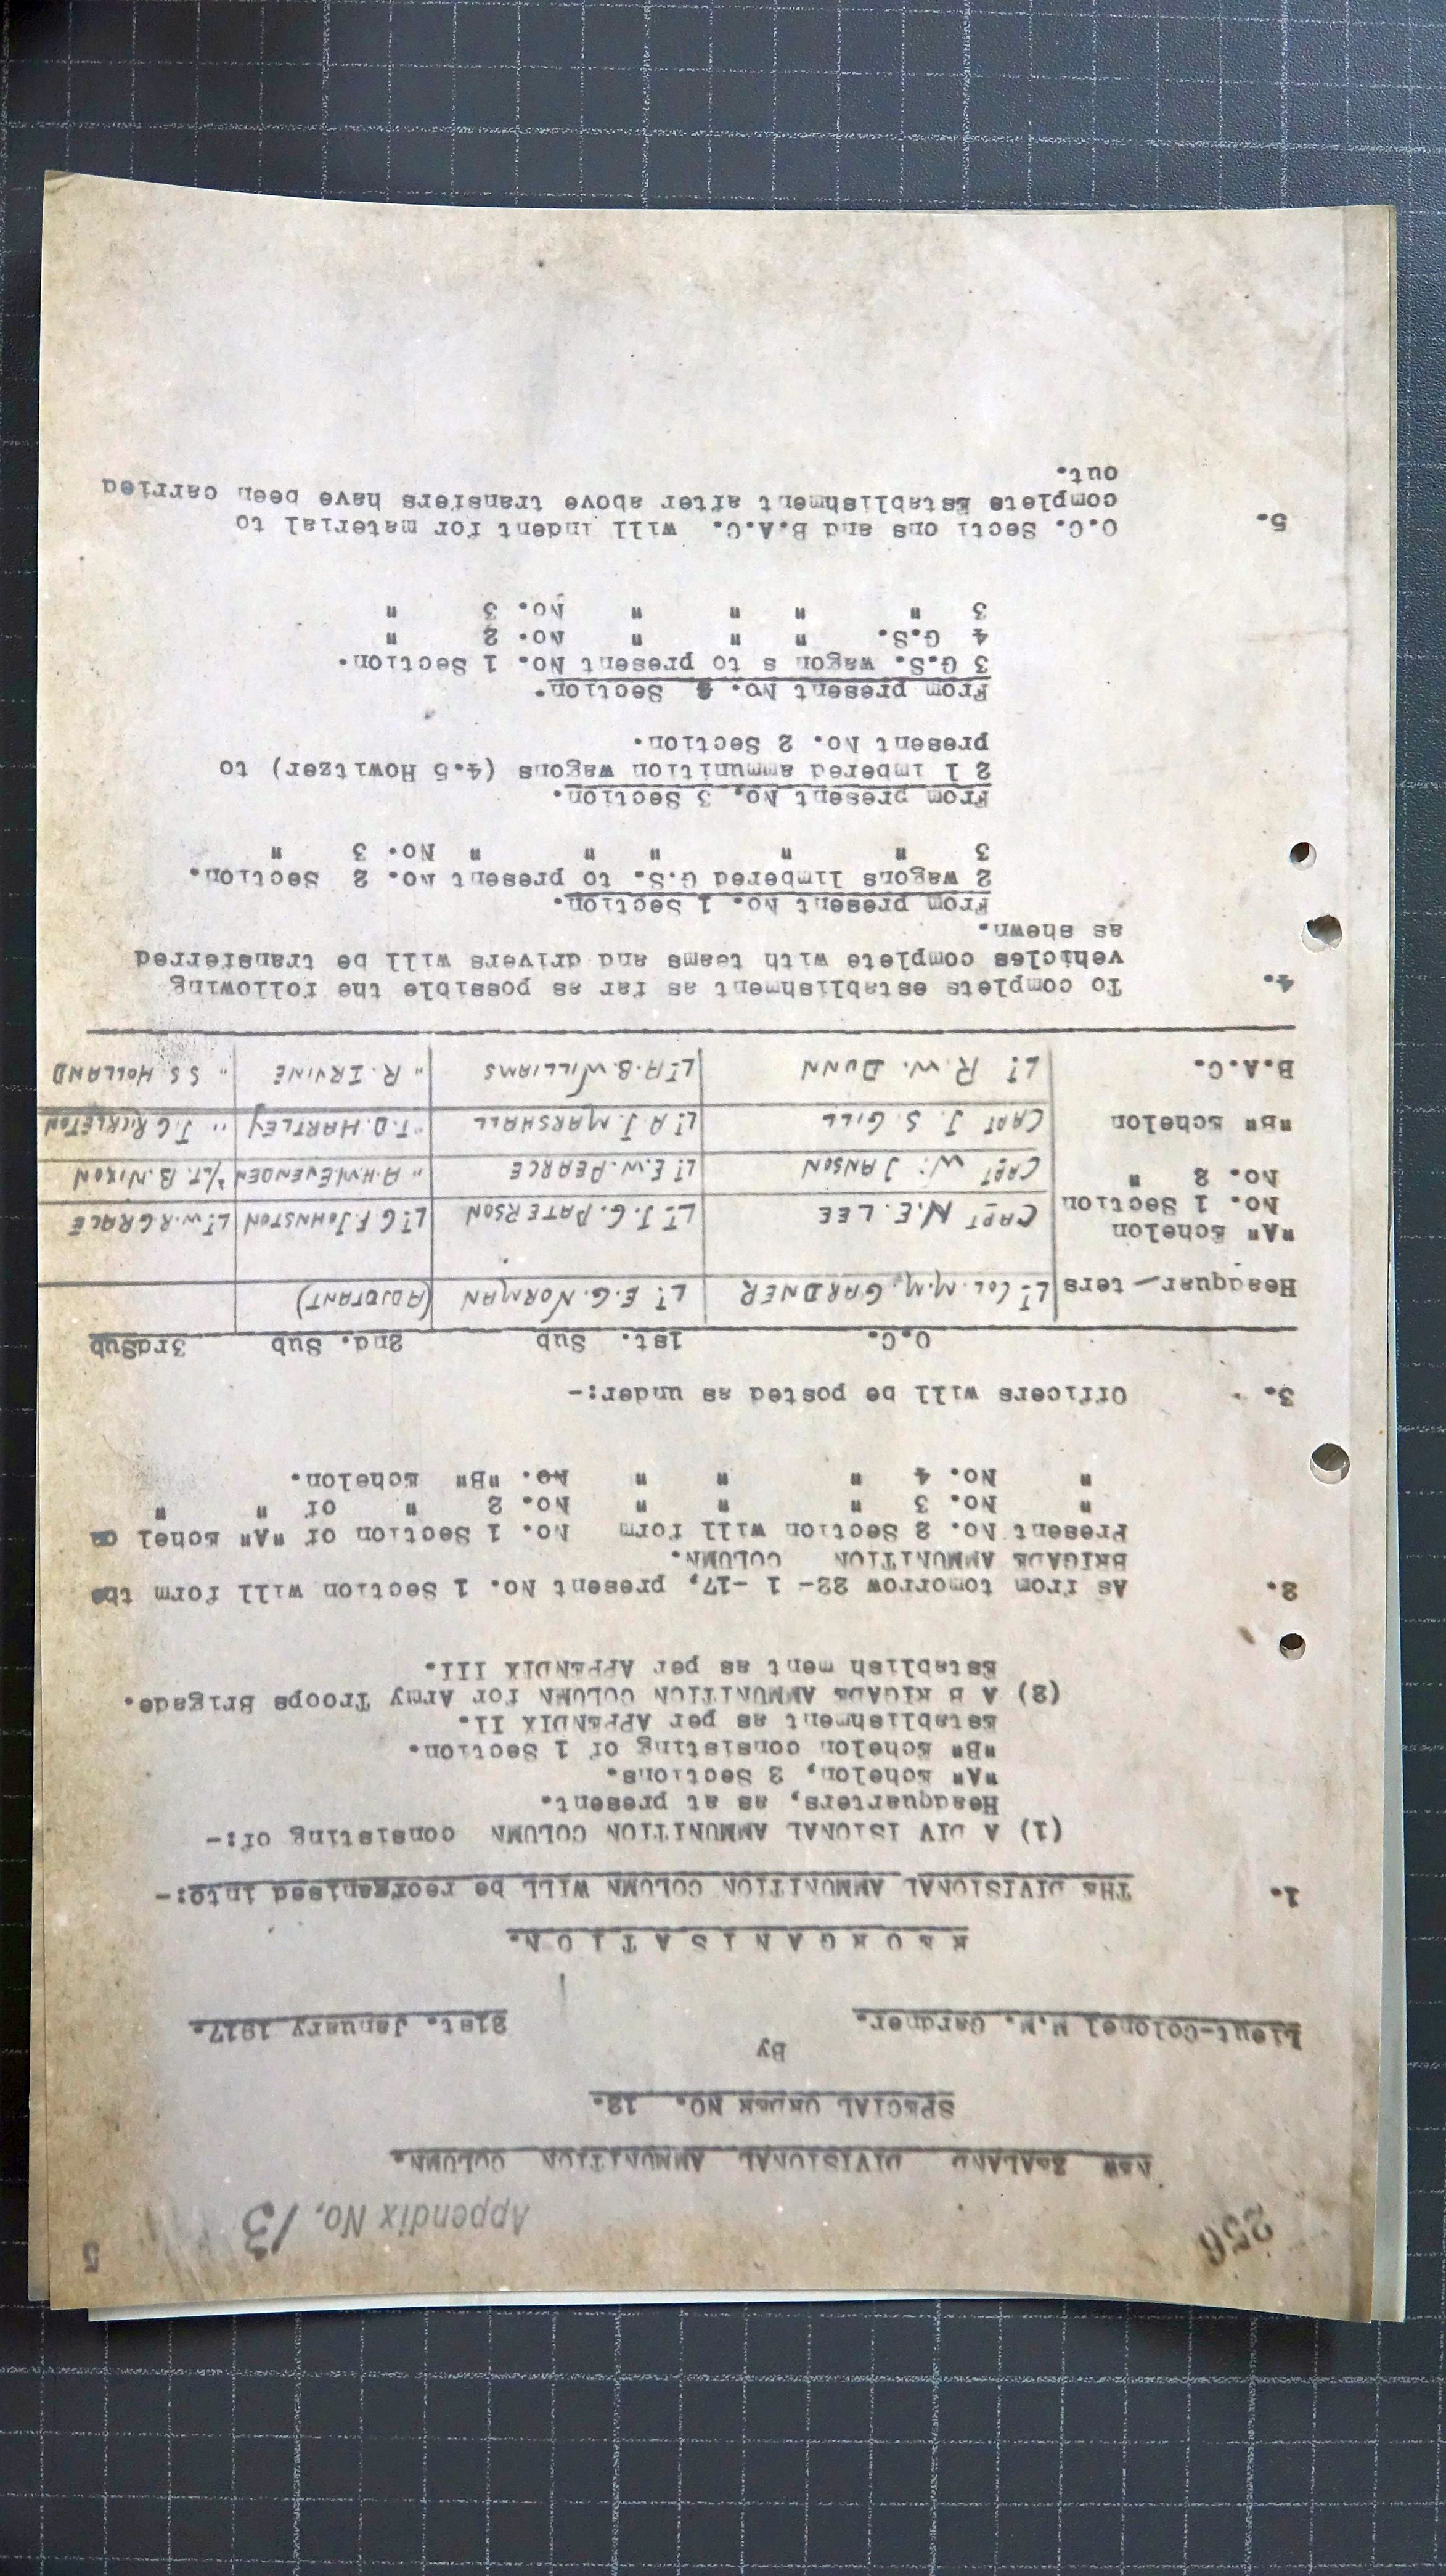 256
5
Appendix No. 13
NEW ZEALAND DIVISIONAL AMMUNITION COLUMN.
SPECIAL ORDER NO. 12.
By
Lieut-Colonel M.M. Gardner. 21st. January 1917.
REORGANISATION.
1. THE DIVISIONAL AMMUNITION COLUMN WILL be reorganised into:-
(1) A DIV ISIONAL AMMUNITION COLUMN consisting of:-
Headquarters, as at present.
"A" Echelon, 2 Sections.
"B" Echelon consisting of 1 Section.
Establishment as per APPENDIX II.
(2) A B RIGADE AMMUNITION COLUMN for Army Troops Brigade.
Establish ment as per APPENDIX III.
2. As from tomorrow 22- 1 -17, present No. 1 Section will form the
BRIGADE AMMUNITION COLUMN.
Present No. 2 Section will form No. 1 Section of "A" Echel on
" No. 3 " " " No. 2 " of " "
" No. 4 " " " No. "B" Echelon.
3. Officers will be posted as under:-
O.C. 1st. Sub 2nd. Sub 3rdSub
Headquar-ters Lt. COL. M.M. GARDNER Lt. E.G. NORMAN (ADJUTANT)
"A" Echelon
No. 1 Section CAPT N.E. LEE Lt. J.G. PATERSON Lt G.F. JOHNSTON Lt. W.R. GRACE
No. 2 " CAPT W. JANSON Lt E.W. PEARCE " A.H.M. EVENDEN 2/LT. B. NIXON
"B" Echelon CAPT J.S. GILL Lt A.J. MARSHALL " T.D. HARTLEY " J.C. RICKLETON
B.A.C. Lt. R.W. DUNN Lt A.B. WILLIAMS " R. IRVINE " S.S. HOLLAND
4. To complete establishment as far as possible the following
vehicles complete with teams and drivers will be transferred
as shewn.
From present No. 1 Section.
2 wagons limbered G.S. to present No. 2 Section.
3 " " " " " No. 3 "
From present No. 3 Section.
2 l imbered ammunition wagons (4.5 Howitzer) to
present No. 2 Section.
From present No. Section.
3 G.S. wagon s to present No. 1 Section.
4 G.S. " " " No. 2 "
3 " " " " No. 3 "
5. O.C. Secti ons and B.A.C. will indent for material to
complete Establishment after above transfers have been carried
out.